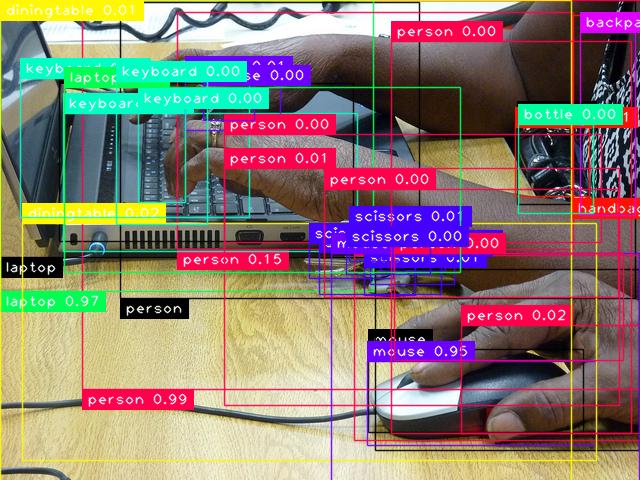 diningtable 0.01
person 0.00
backpa
keyboard 0.00
laptop
0.01
se 0.00
keyboard
keyboard 0.00
bottle 0.00
person 0.00
person 0.01
person 0.00
diningtable 0.02
scissors 0.01
handbag
scissors 0.00
0.00
person 0.15
scissors 0.01
laptop
laptop 0.97
person
person 0.02
mouse
mouse 0.95
person 0.99